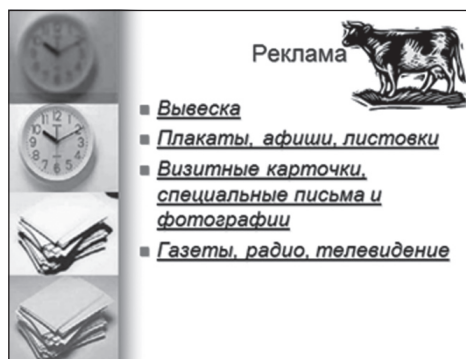 Реклама
Вывеска
Плакаты, афиши, листовки
Визитные карточки,
специальные письма и
фотографии
Газеты, радио, телевидение